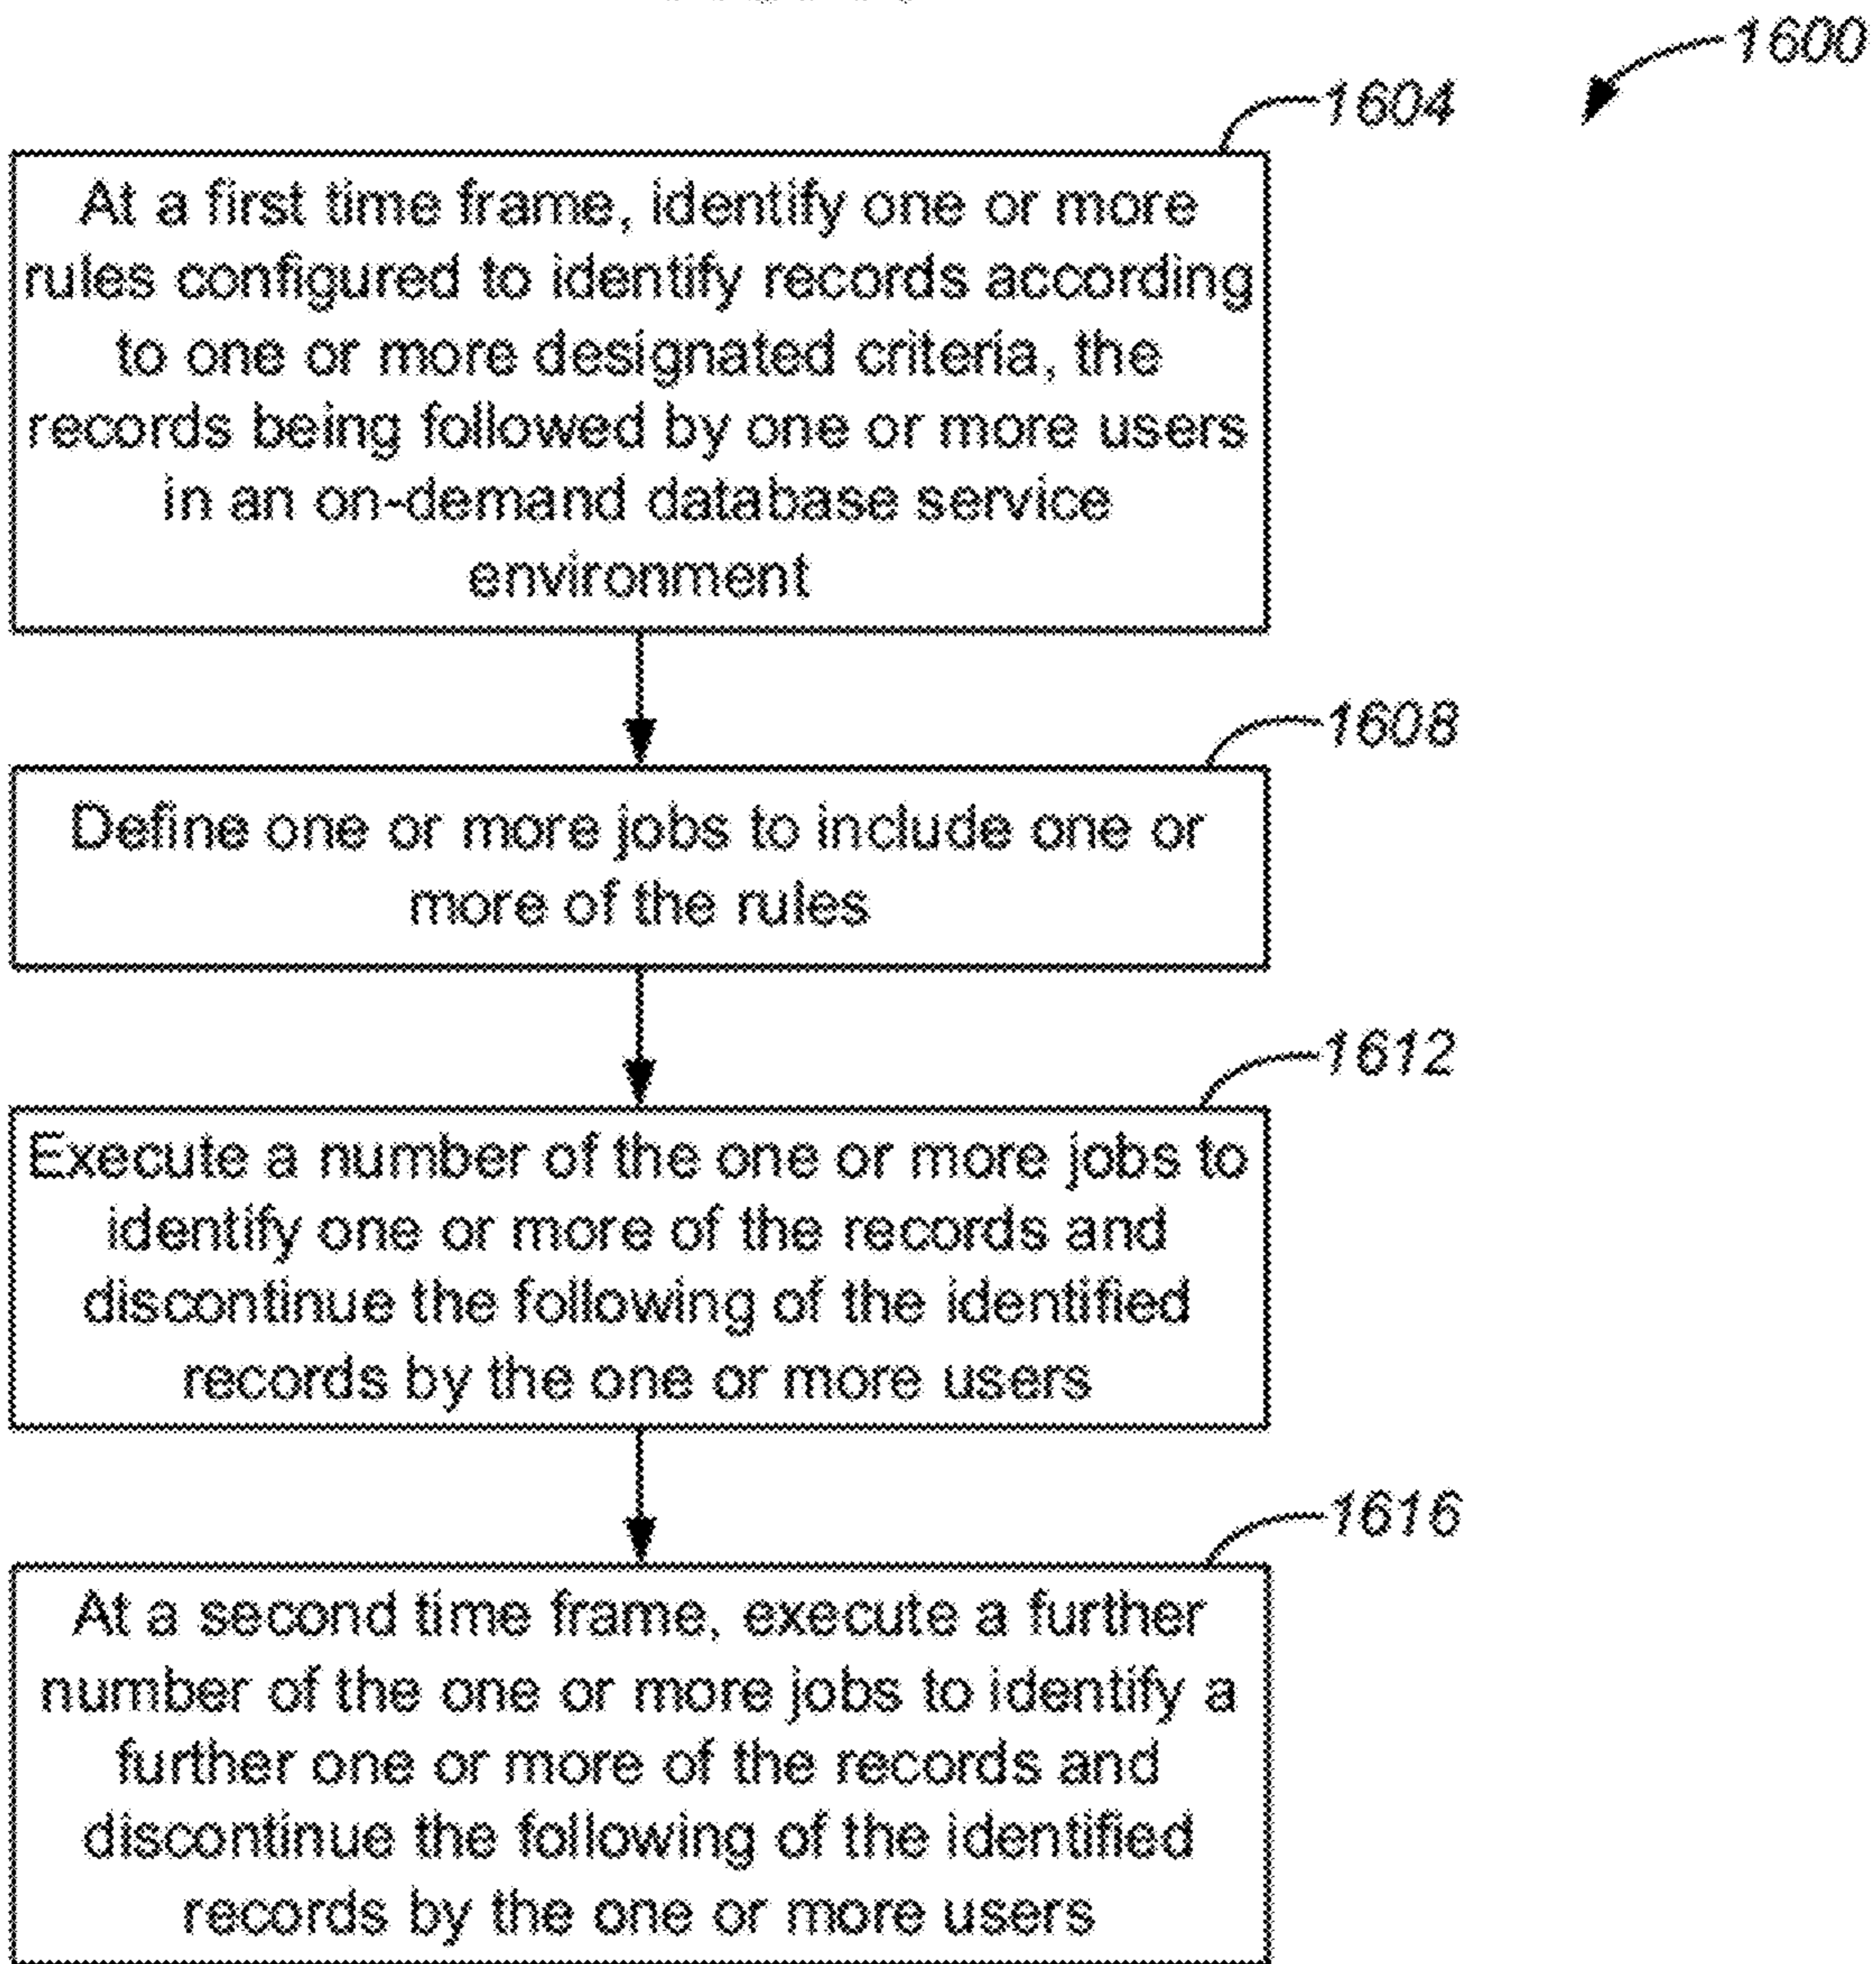 1600
1604
At a first time frame, identify one or more
rules configured to identify records according
to one or more designated criteria, the
records being followed by one or more users
in an on-demand database service
environment
1608
Define one or more jobs to include one or
more of the rules
1612
Execute a number of the one or more jobs to
identify one or more of the records and
discontinue the following of the identified
records by the one or more users
1616
At a second time frame, execute a further
number of the one or more jobs to identify a
further one or more of the records and
discontinue the following of the identified
records by the one or more users